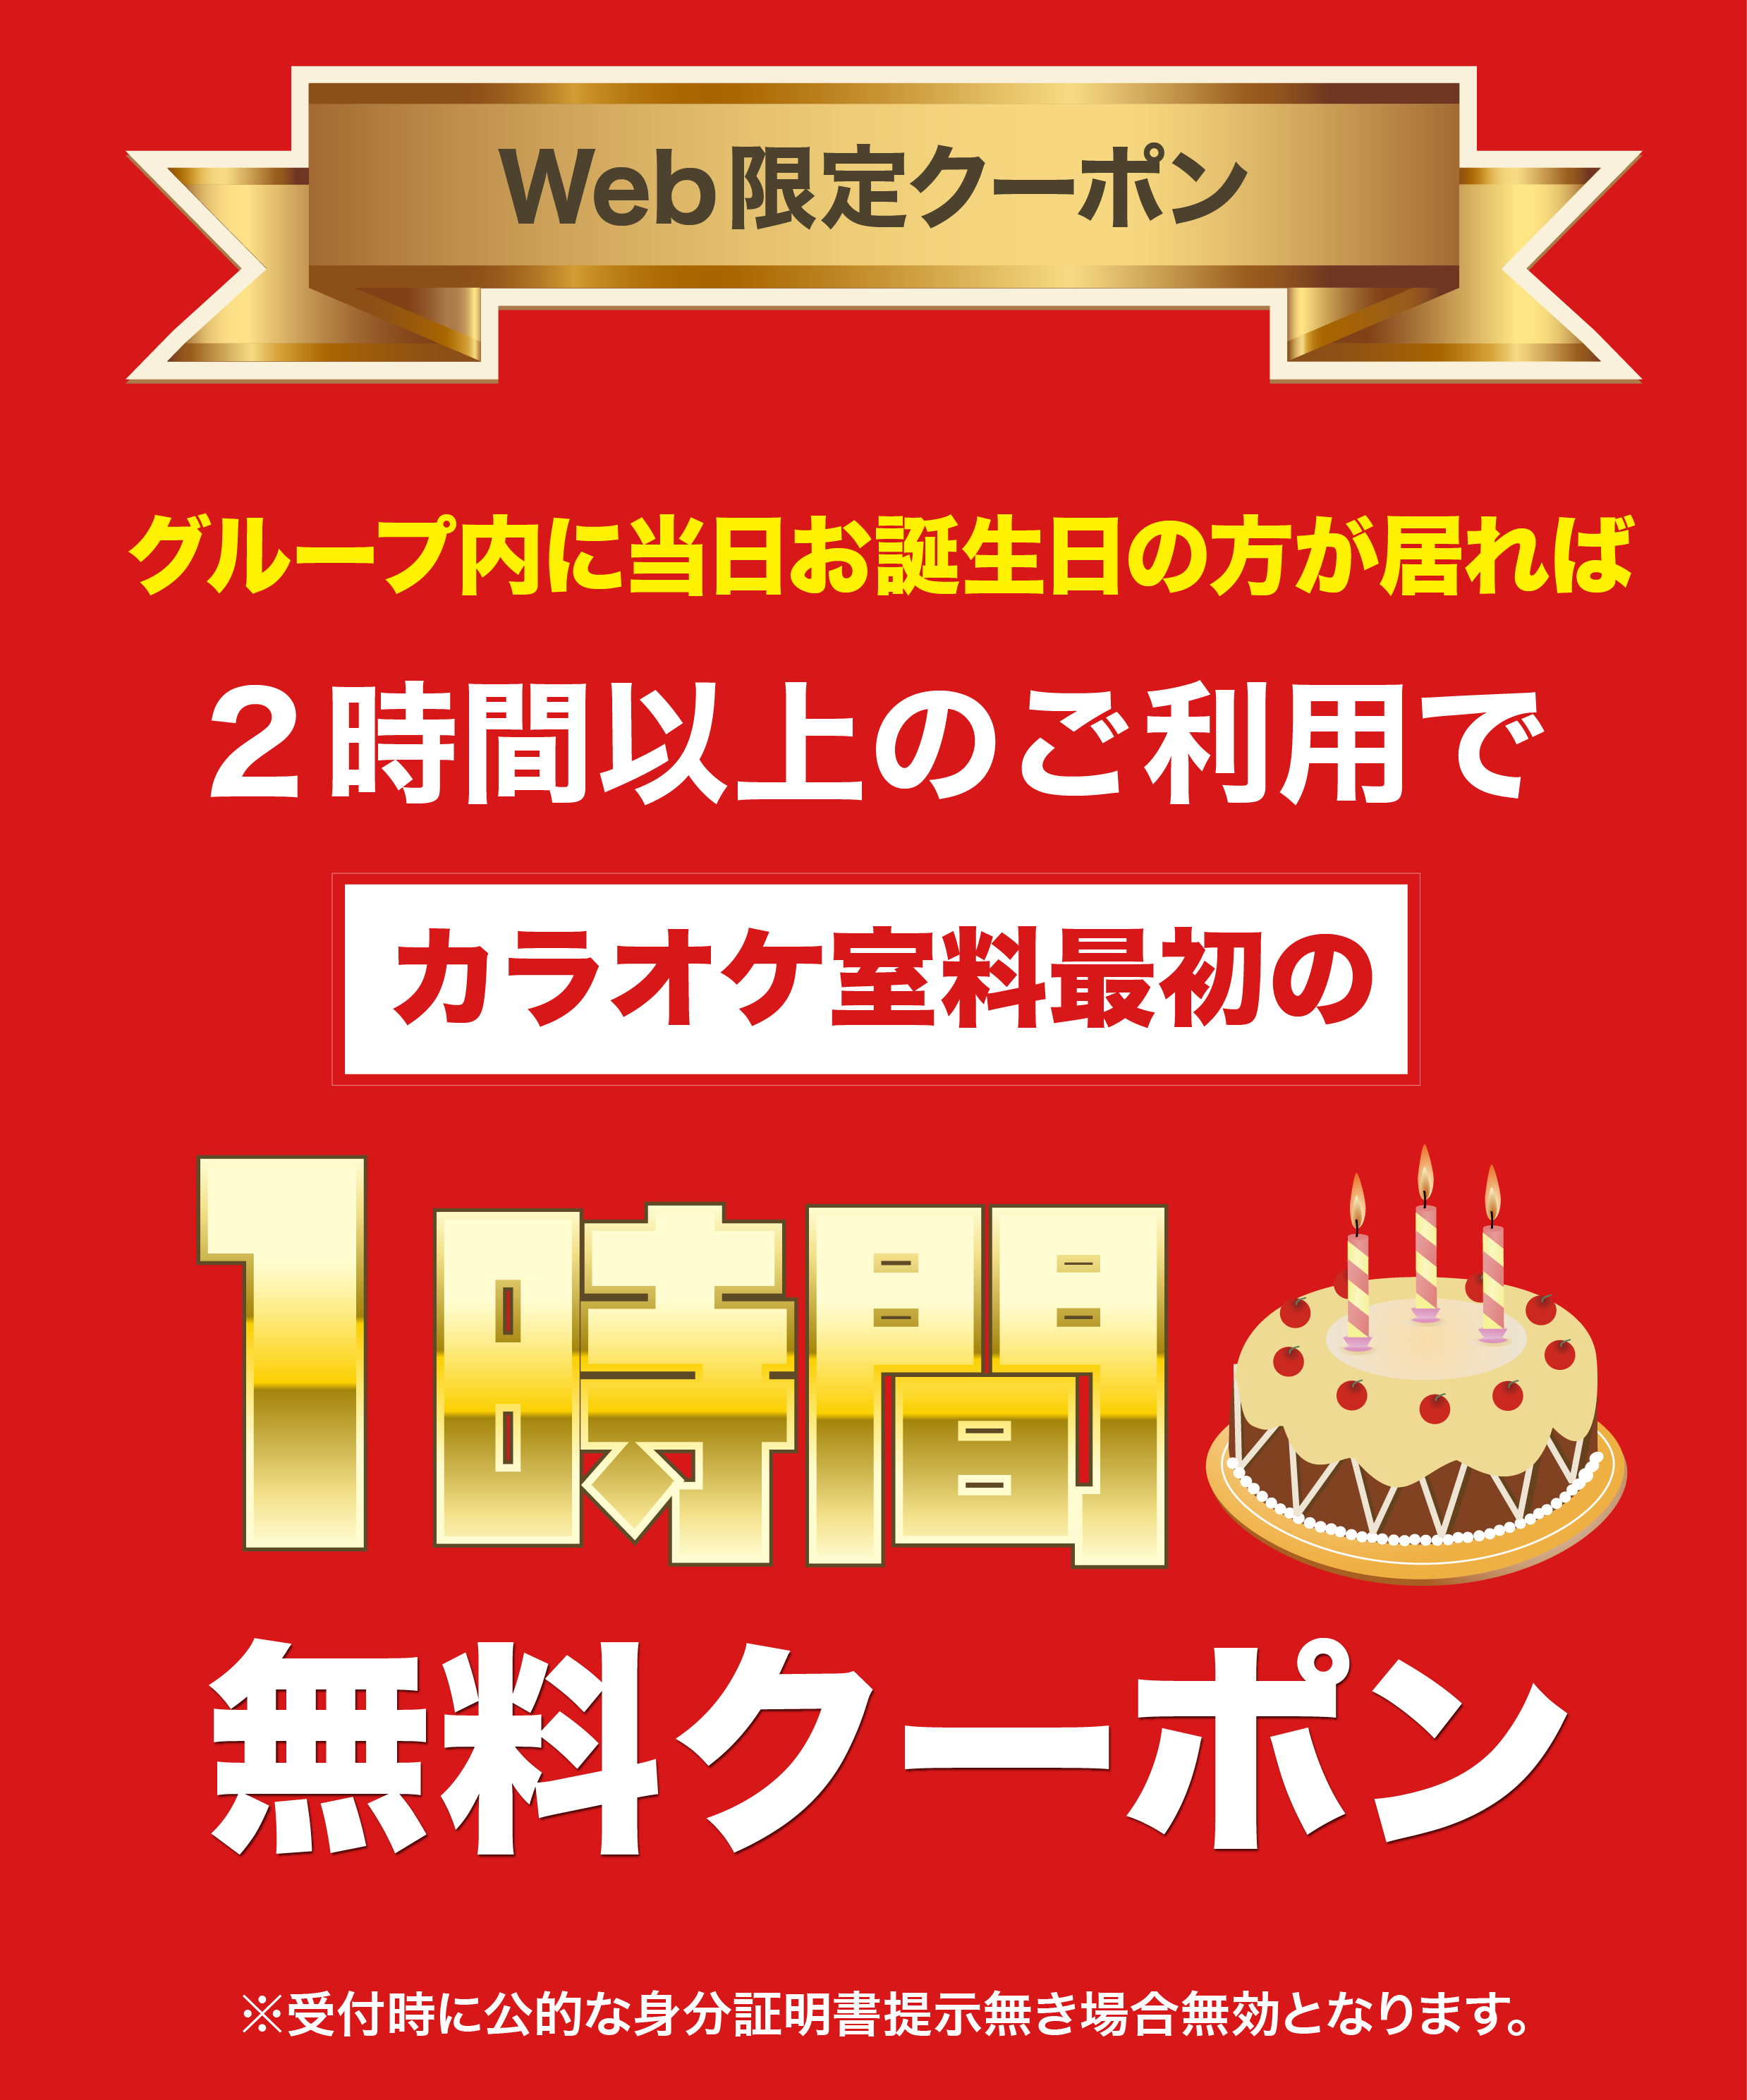 Web限定クーポン
グループ内に当日お誕生日の方が居れば
２時間以上のご利用で
カラオケ室料最初の
1時間
無料クーポン
※受付時に公的な身分証明書提示無き場合無効となります。